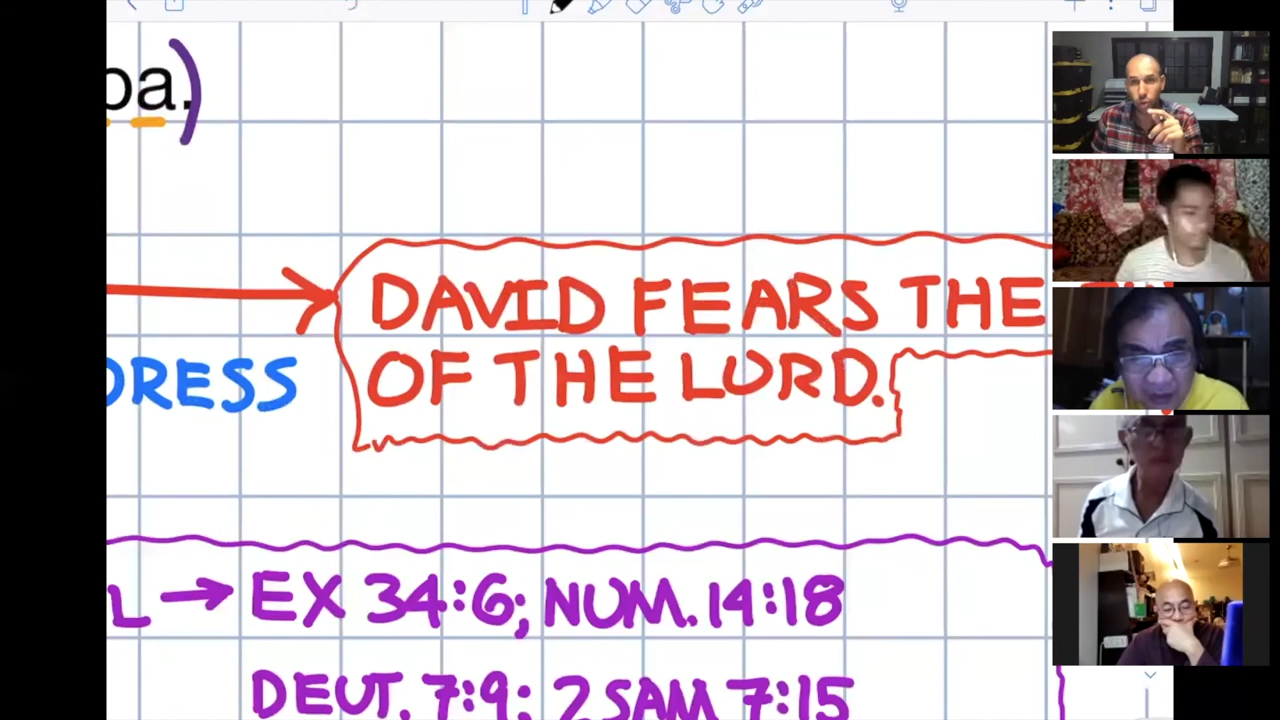 pa.)
DAVID FEARS THE
DRESS
OF THE LORD.
L → EX 34:6; NUM. 14:18
DEUT. 7:9; 2 SAM 7:15